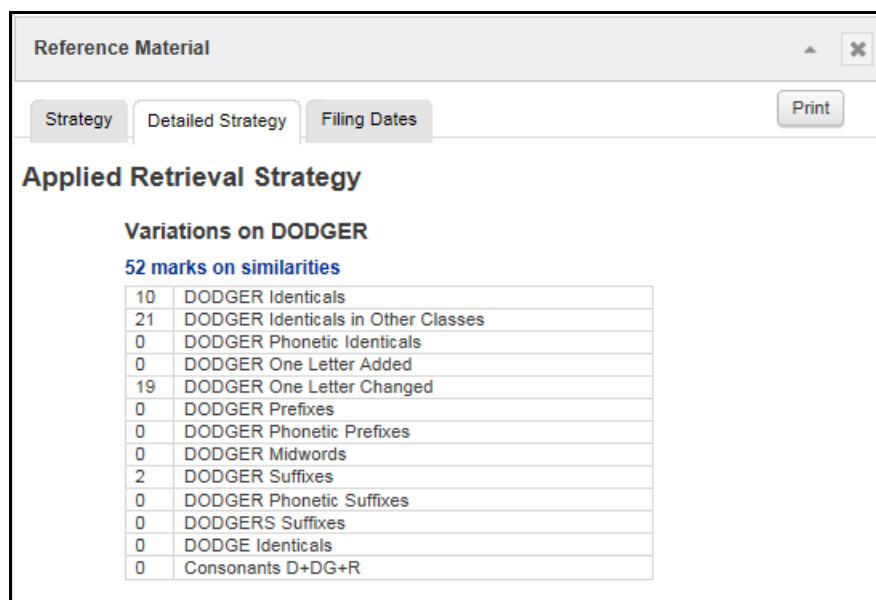 Reference Material
Print
Strategy Detailed Strategy Filing Dates
Applied Retrieval Strategy
Variations on DODGER
52 marks on similarities
10 DODGER Identicals
21 DODGER Identicals in Other Classes
0 DODGER Phonetic Identicals
0 DODGER One Letter Added
19 DODGER One Letter Changed
0 DODGER Prefixes
0 DODGER Phonetic Prefixes
0 DODGER Midwords
2 DODGER Suffixes
0 DODGER Phonetic Suffixes
0 DODGERS Suffixes
0 DODGE Identicals
0 Consonants D+DG+R